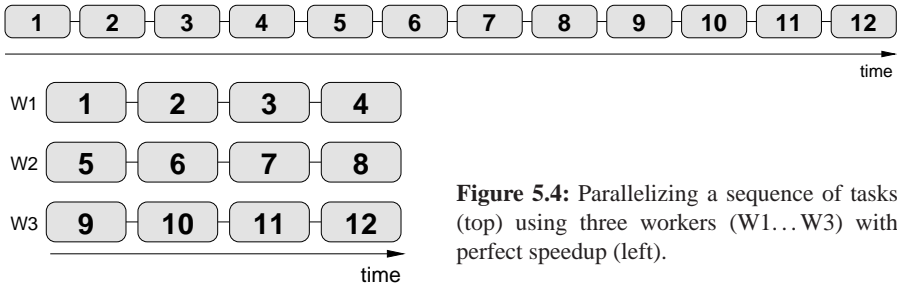 1 2 3 4 5 6 7 8 9 10 11 12
time
W1 1 2 3 4
W2 5 6 7 8
W3 9 10 11 12
time
Figure 5.4: Parallelizing a sequence of tasks
(top) using three workers (W1...W3) with
perfect speedup (left).